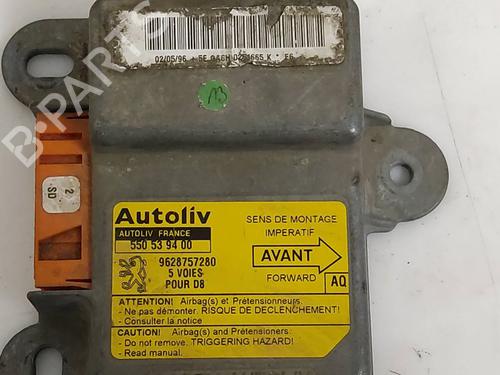 02/05/96
E6
13
2
SD
Autoliv
AUTOLIV FRANCE
550 53 94 00
9628757280
5 VOIES
POUR D8
SENS DE MONTAGE
IMPERATIF
AVANT
FORWARD
AQ
ATTENTION! Airbag(s) et Prétensionneurs:
- Ne pas démonter. RISQUE DE DECLENCHEMENT!
- Consulter la notice
CAUTION! Airbag(s) and Pretensioners:
- Do not remove. TRIGGERING HAZARD!
- Read manual.
B-PARTS